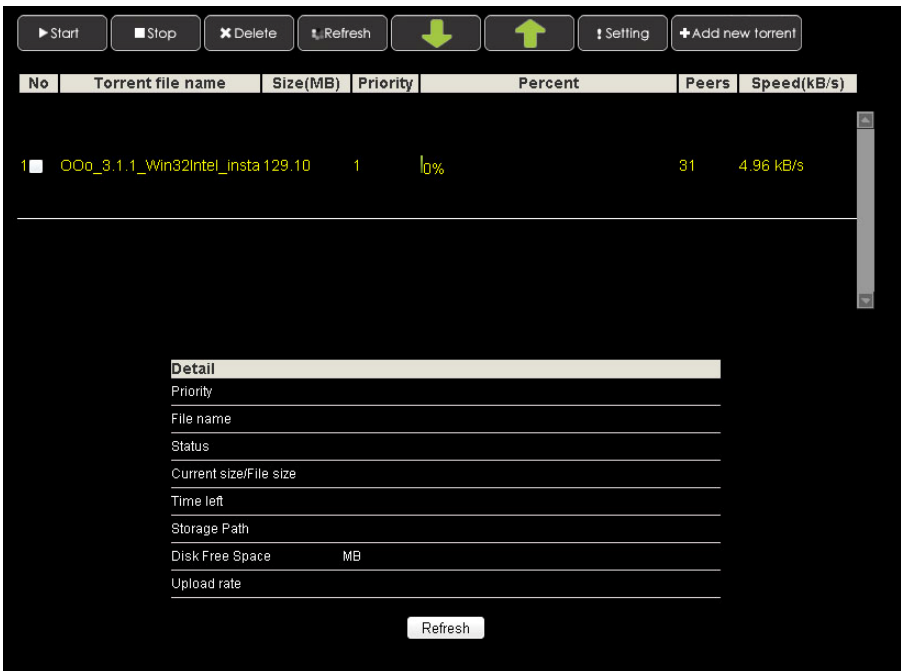 Start Stop Delete Refresh Setting Add new torrent
No Torrent file name Size(MB) Priority Percent Peers Speed(kB/s)
1 OOo_3.1.1_Win32Intel_insta 129.10 1 0% 31 4.96 kB/s
Detail
Priority
File name
Status
Current size/File size
Time left
Storage Path
Disk Free Space MB
Upload rate
Refresh